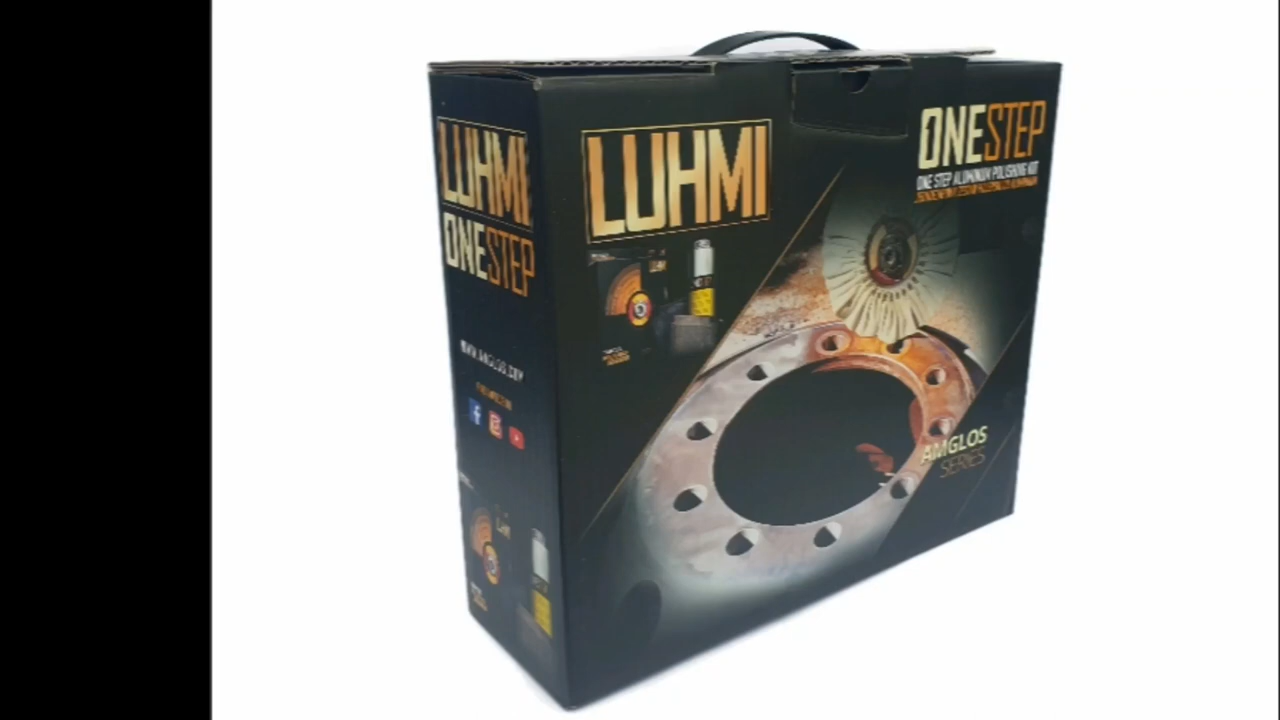 LUHMI
ONESTEP
WWW.AMGLOS.COM
LUHMI
ONESTEP
ONE STEP ALUMINUM POLISHING KIT
AMGLOS
SERIES